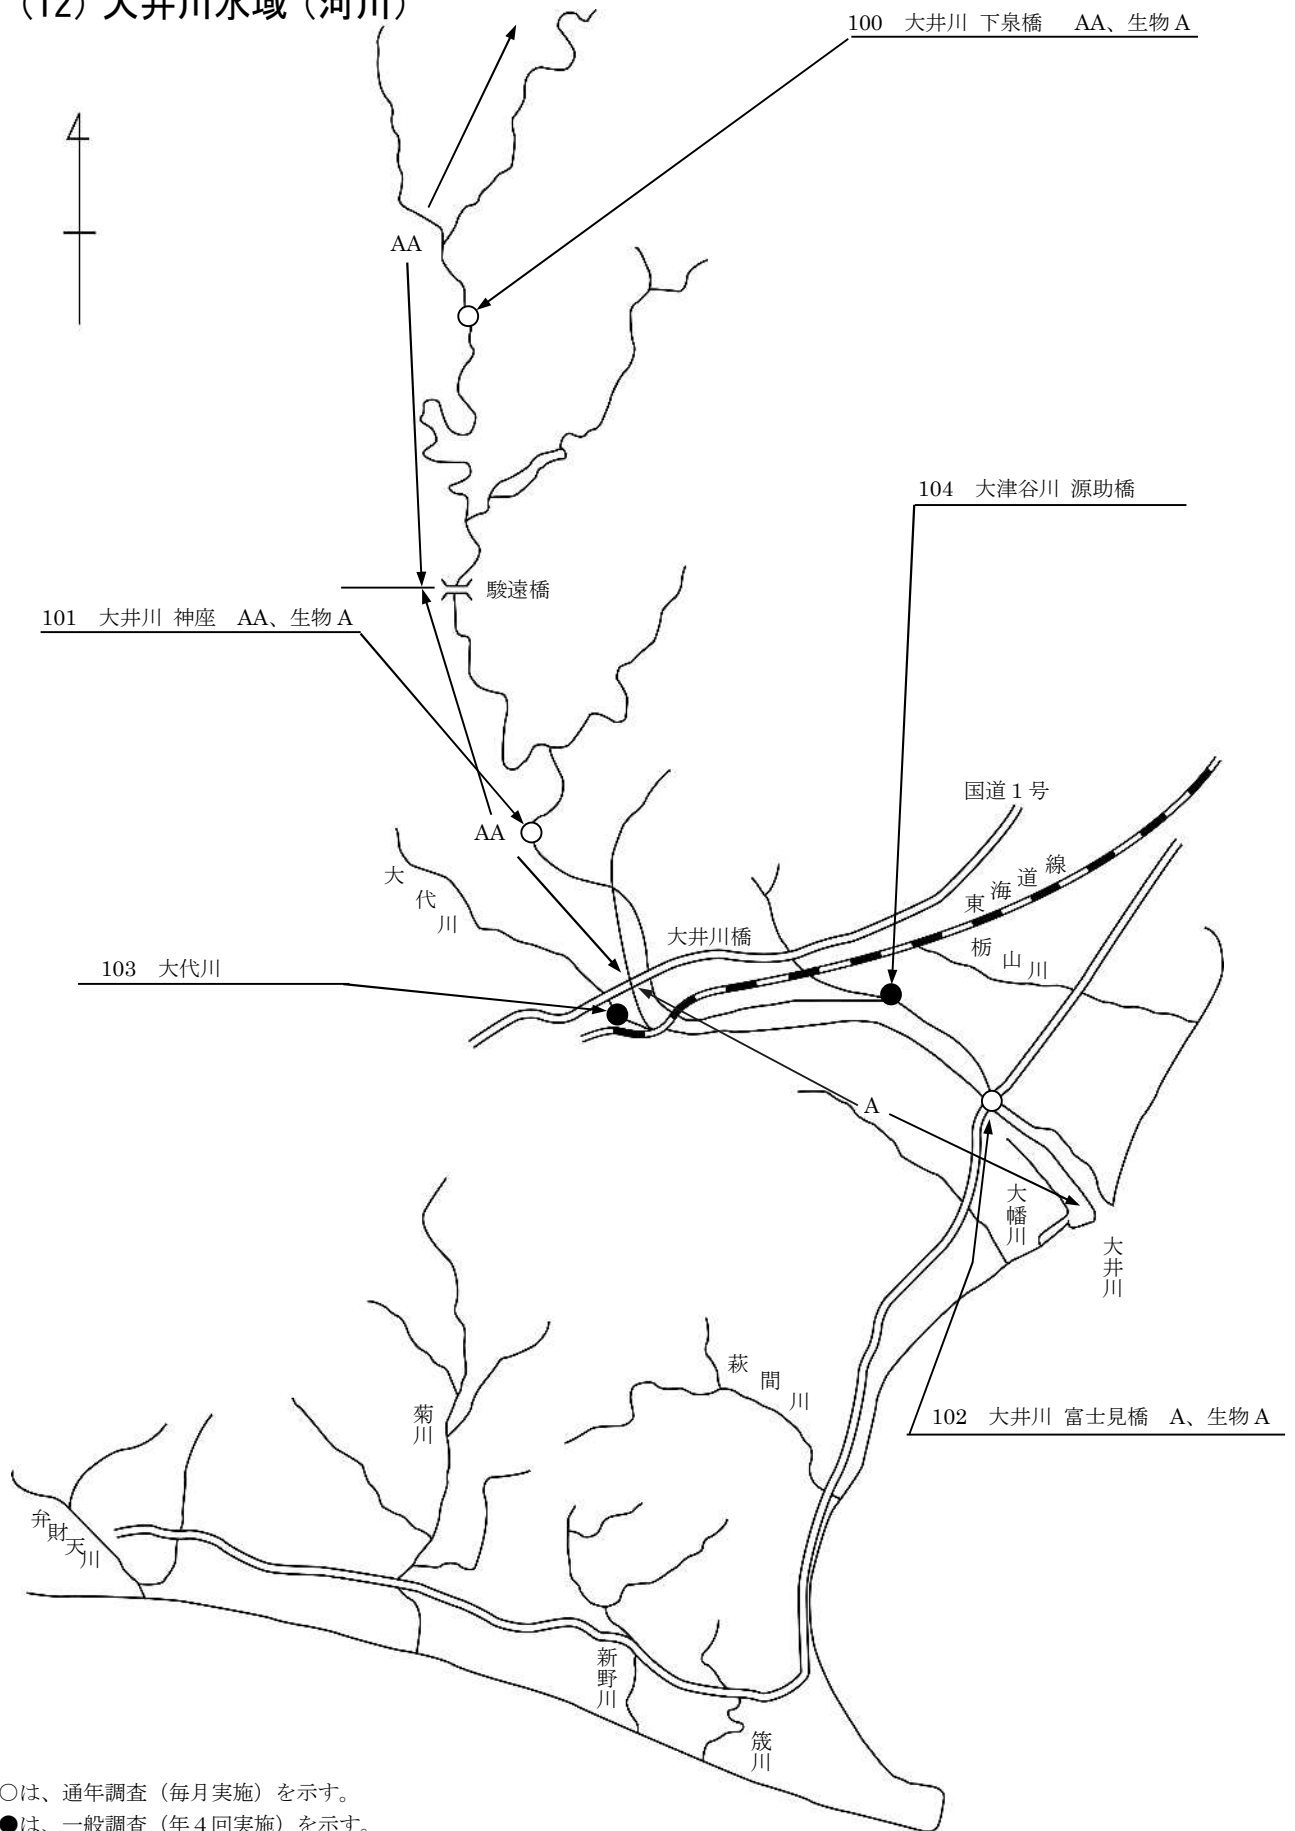 (12) 大井川水域（河川）
100　大井川 下泉橋　AA、生物 A
AA
104　大津谷川 源助橋
駿遠橋
101　大井川 神座　AA、生物 A
国道１号
AA
東海道線
大代川
大井川橋
栃山川
103　大代川
A
大幡川
大井川
萩間川
菊川
102　大井川 富士見橋　A、生物 A
弁財天川
新野川
筬川
○は、通年調査（毎月実施）を示す。
●は、一般調査（年４回実施）を示す。